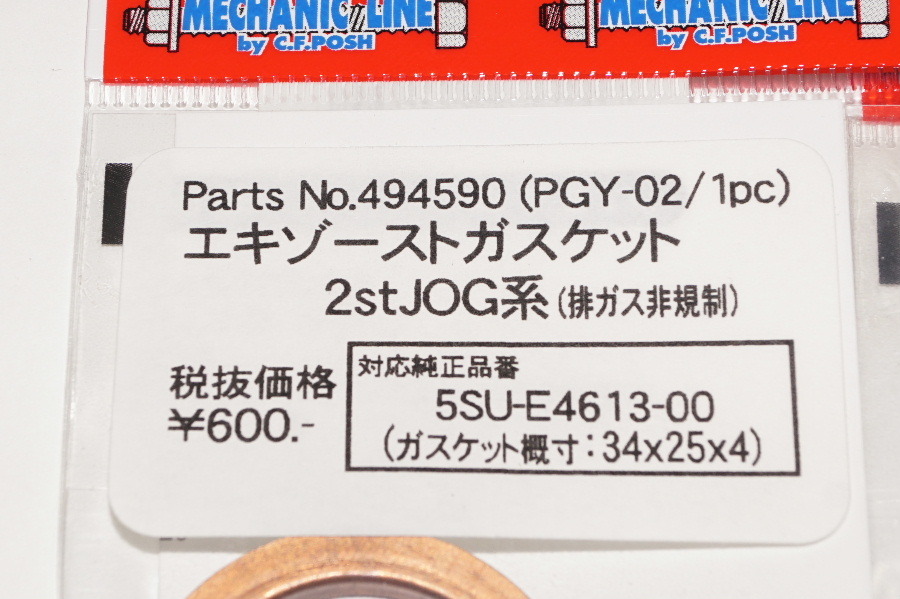 MECHANIC LINE
by C.F.POSH
MECHANIC LINE
by C.F.POSH
Parts No.494590 (PGY-02/1pc)
エキゾーストガスケット
2stJOG系(排ガス非規制)
税抜価格
¥600.-
対応純正品番
5SU-E4613-00
(ガスケット概寸:34x25x4)